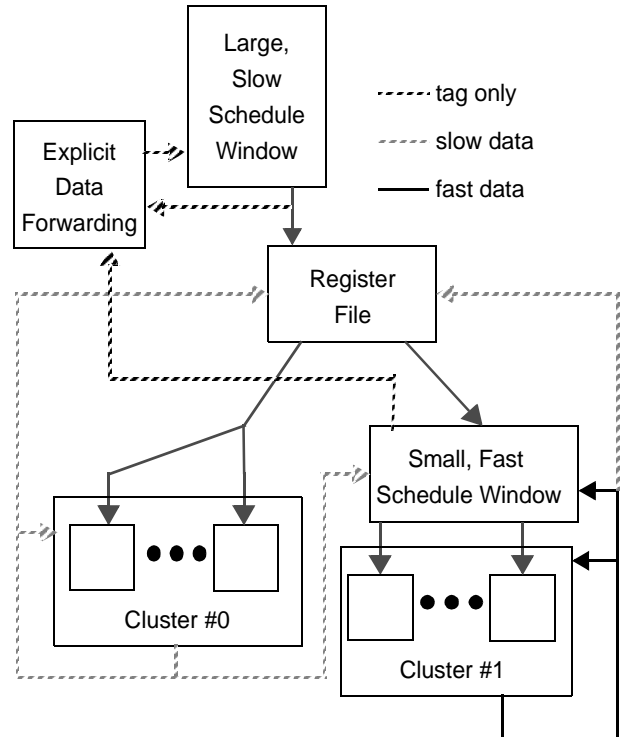 Large,
Slow
Schedule
Window
tag only
slow data
fast data
Explicit
Data
Forwarding
Register
File
Small, Fast
Schedule Window
Cluster #0
Cluster #1